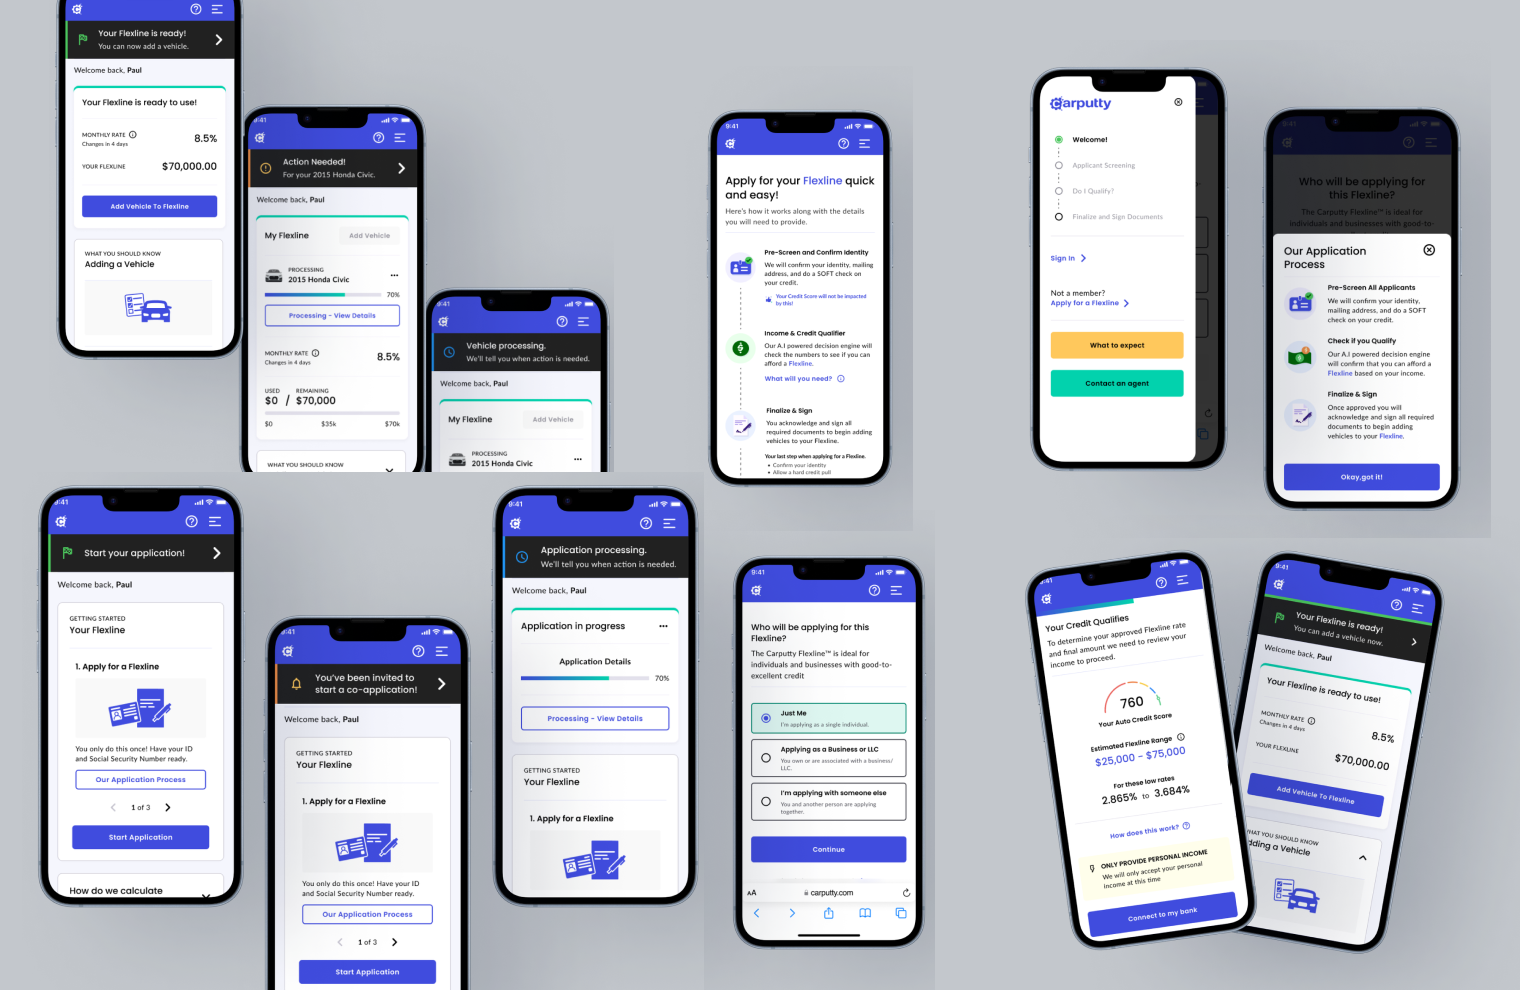 Your Flexline is ready!
You can now add a vehicle.
Welcome back, Paul
Your Flexline is ready to use!
MONTHLY RATE
Changes in 4 days
8.5%
YOUR FLEXLINE
$70,000.00
Add Vehicle To Flexline
WHAT YOU SHOULD KNOW
Adding a Vehicle
9:41
Action Needed!
For your 2015 Honda Civic.
Welcome back, Paul
My Flexline
Add Vehicle
PROCESSING
2015 Honda Civic
70%
Processing - View Details
MONTHLY RATE
Changes in 4 days
8.5%
USED
REMAINING
$0 / $70,000
$0
$35k
$70k
WHAT YOU SHOULD KNOW
9:41
Vehicle processing.
We'll tell you when action is needed.
Welcome back, Paul
My Flexline
Add Vehicle
PROCESSING
2015 Honda Civic
9:41
Apply for your Flexline quick
and easy!
Here's how it works along with the details
you will need to provide.
Pre-Screen and Confirm Identity
We will confirm your identity, mailing
address, and do a SOFT check on
your credit.
Your Credit Score will not be impacted
by this!
Income & Credit Qualifier
Our A.I powered decision engine will
check the numbers to see if you can
afford a Flexline.
What will you need?
Finalize & Sign
You acknowledge and sign all
required documents to begin adding
vehicles to your Flexline.
Your last step when applying for a Flexline.
• Confirm your identity
• Allow a hard credit pull
Carputty
Welcome!
Applicant Screening
Do I Qualify?
Finalize and Sign Documents
Sign In
Not a member?
Apply for a Flexline
What to expect
Contact an agent
9:41
Who will be applying for
this Flexline?
The Carputty Flexline™ is ideal for
individuals and businesses with good-to-
Our Application
Process
Pre-Screen All Applicants
We will confirm your identity,
mailing address, and do a SOFT
check on your credit.
Check if you Qualify
Our A.I powered decision engine
will confirm that you can afford a
Flexline based on your income.
Finalize & Sign
Once approved you will
acknowledge and sign all required
documents to begin adding
vehicles to your Flexline.
Okay,got it!
9:41
Start your application!
Welcome back, Paul
GETTING STARTED
Your Flexline
1. Apply for a Flexline
You only do this once! Have your ID
and Social Security Number ready.
Our Application Process
1 of 3
Start Application
How do we calculate
9:41
You've been invited to
start a co-application!
Welcome back, Paul
GETTING STARTED
Your Flexline
1. Apply for a Flexline
You only do this once! Have your ID
and Social Security Number ready.
Our Application Process
1 of 3
Start Application
9:41
Application processing.
We'll tell you when action is needed.
Welcome back, Paul
Application in progress
Application Details
70%
Processing - View Details
GETTING STARTED
Your Flexline
1. Apply for a Flexline
9:41
Who will be applying for this
Flexline?
The Carputty Flexline™ is ideal for
individuals and businesses with good-to-
excellent credit
Just Me
I'm applying as a single individual.
Applying as a Business or LLC
You own or are associated with a business/
LLC.
I'm applying with someone else
You and another person are applying
together.
Continue
AA
carputty.com
9:41
Your Credit Qualifies
To determine your approved Flexline rate
and final amount we need to review your
income to proceed.
760
Your Auto Credit Score
Estimated Flexline Range
$25,000 - $75,000
For these low rates
2.865% to 3.684%
How does this work?
ONLY PROVIDE PERSONAL INCOME
We will only accept your personal
income at this time
Connect to my bank
9:41
Your Flexline is ready!
You can add a vehicle now.
Welcome back, Paul
Your Flexline is ready to use!
MONTHLY RATE
Changes in 4 days
8.5%
YOUR FLEXLINE
$70,000.00
Add Vehicle To Flexline
HAT YOU SHOULD KNOW
dding a Vehicle